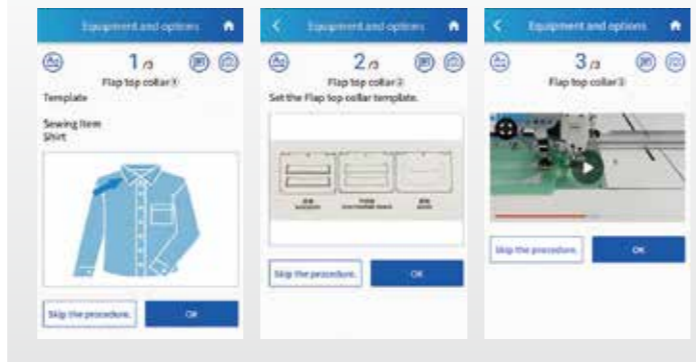 Equipment and options
1 /3
Flap top collar①
Template
Sewing Item
Shirt
Skip the procedure.
OK
Equipment and options
2 /3
Flap top collar②
Set the Flap top collar template.
Skip the procedure.
OK
Equipment and options
3 /3
Flap top collar③
Skip the procedure.
OK